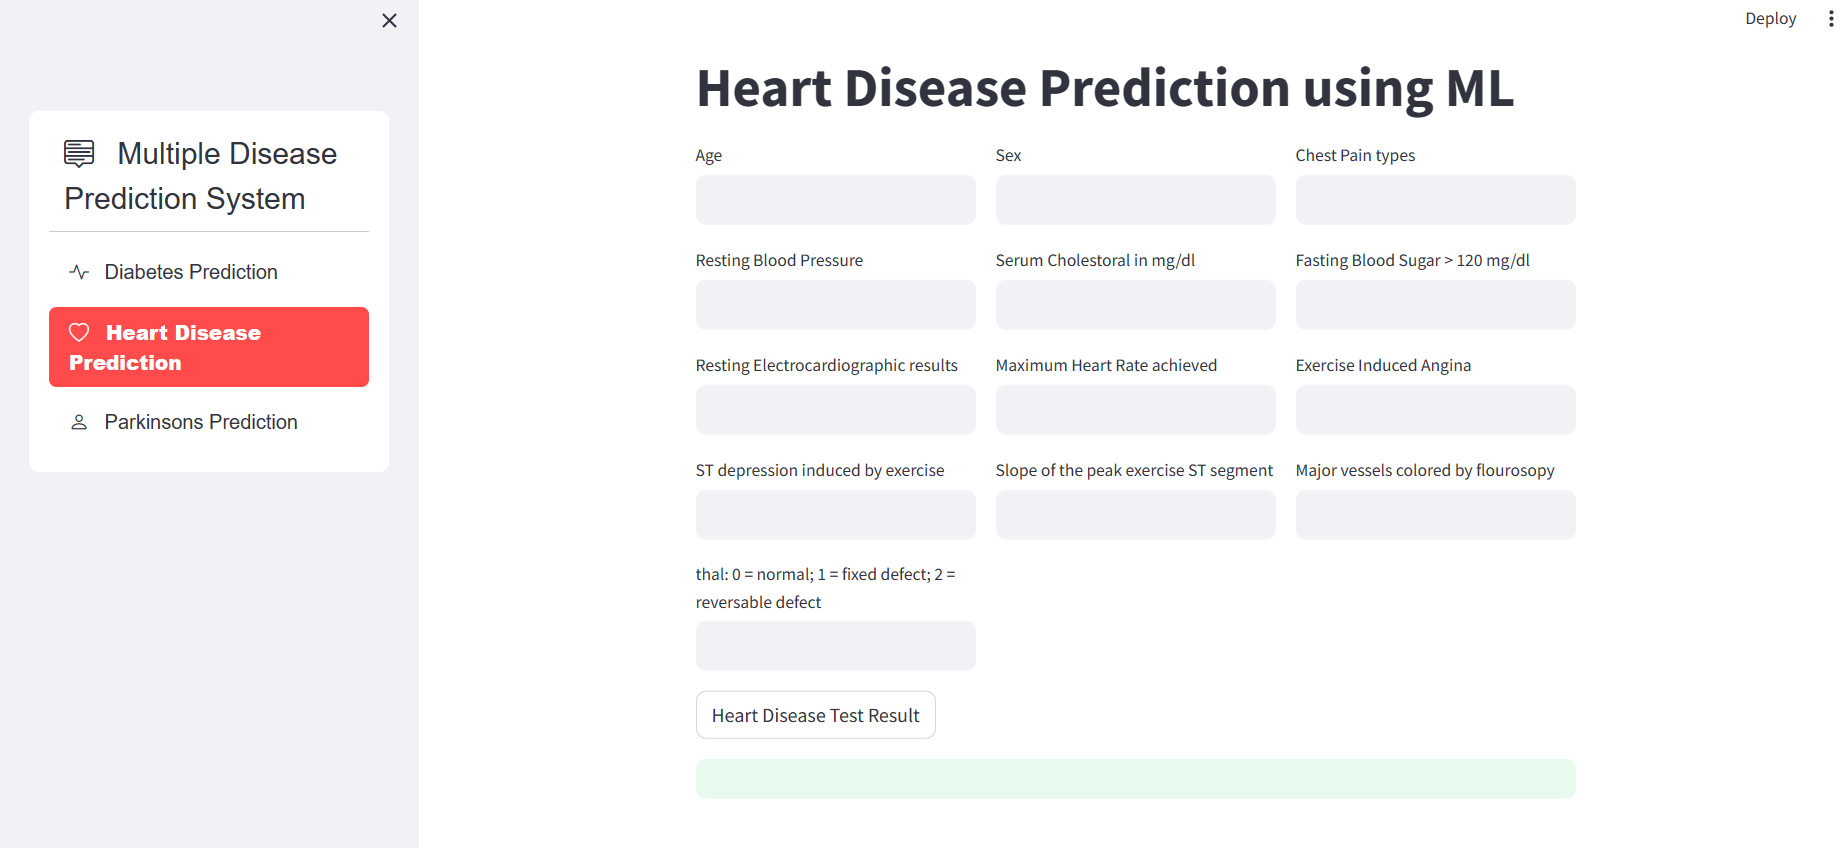 Deploy
Multiple Disease
Prediction System
Diabetes Prediction
Heart Disease
Prediction
Parkinsons Prediction
Heart Disease Prediction using ML
Age
Sex
Chest Pain types
Resting Blood Pressure
Serum Cholestoral in mg/dl
Fasting Blood Sugar > 120 mg/dl
Resting Electrocardiographic results
Maximum Heart Rate achieved
Exercise Induced Angina
ST depression induced by exercise
Slope of the peak exercise ST segment
Major vessels colored by flourosopy
thal: 0 = normal; 1 = fixed defect; 2 =
reversable defect
Heart Disease Test Result